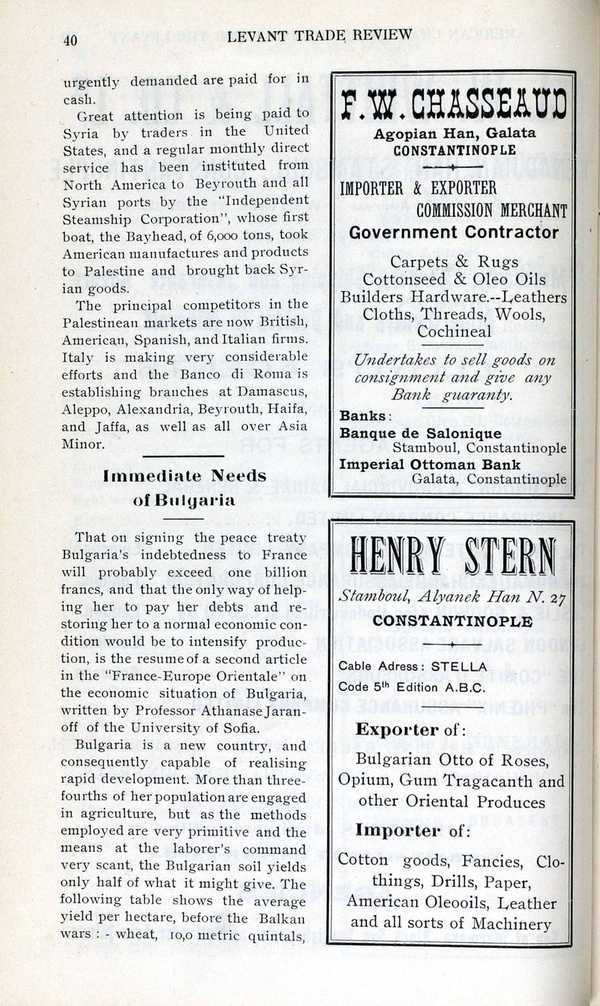 40
LEVANT TRADE REVIEW
urgently demanded are paid for in
cash.
Great attention is being paid to
Syria by traders in the United
States, and a regular monthly direct
service has been instituted from
North America to Beyrouth and all
Syrian ports by the "Independent
Steamship Corporation", whose first
boat, the Bayhead, of 6,000 tons, took
American manufactures and products
to Palestine and brought back Syr-
ian goods.
The principal competitors in the
Palestinean markets are now British,
American, Spanish, and Italian firms.
Italy is making very considerable
efforts and the Banco di Roma is
establishing branches at Damascus,
Aleppo, Alexandria, Beyrouth, Haifa,
and Jaffa, as well as all over Asia
Minor.
Immediate Needs
of Bulgaria
That on signing the peace treaty
Bulgaria's indebtedness to France
will probably exceed one billion
francs, and that the only way of help-
ing her to pay her debts and re-
storing her to a normal economic con-
dition would be to intensify produc-
tion, is the resume of a second article
in the "France-Europe Orientale" on
the economic situation of Bulgaria,
written by Professor Athanase Jaran-
off of the University of Sofia.
Bulgaria is a new country, and
consequently capable of realising
rapid development. More than three-
fourths of her population are engaged
in agriculture, but as the methods
employed are very primitive and the
means at the laborer's command
very scant, the Bulgarian soil yields
only half of what it might give. The
following table shows the average
yield per hectare, before the Balkan
wars : - wheat, 10,0 metric quintals,
F. W. CHASSEAUD
Agopian Han, Galata
CONSTANTINOPLE
IMPORTER & EXPORTER
COMMISSION MERCHANT
Government Contractor
Carpets & Rugs
Cottonseed & Oleo Oils
Builders Hardware.--Leathers
Cloths, Threads, Wools,
Cochineal
Undertakes to sell goods on
consignment and give any
Bank guaranty.
Banks:
Banque de Salonique
Stamboul, Constantinople
Imperial Ottoman Bank
Galata, Constantinople
HENRY STERN
Stamboul, Alyanek Han N. 27
CONSTANTINOPLE
Cable Adress: STELLA
Code 5th Edition A.B.C.
Exporter of:
Bulgarian Otto of Roses,
Opium, Gum Tragacanth and
other Oriental Produces
Importer of:
Cotton goods, Fancies, Clo-
things, Drills, Paper,
American Oleooils, Leather
and all sorts of Machinery